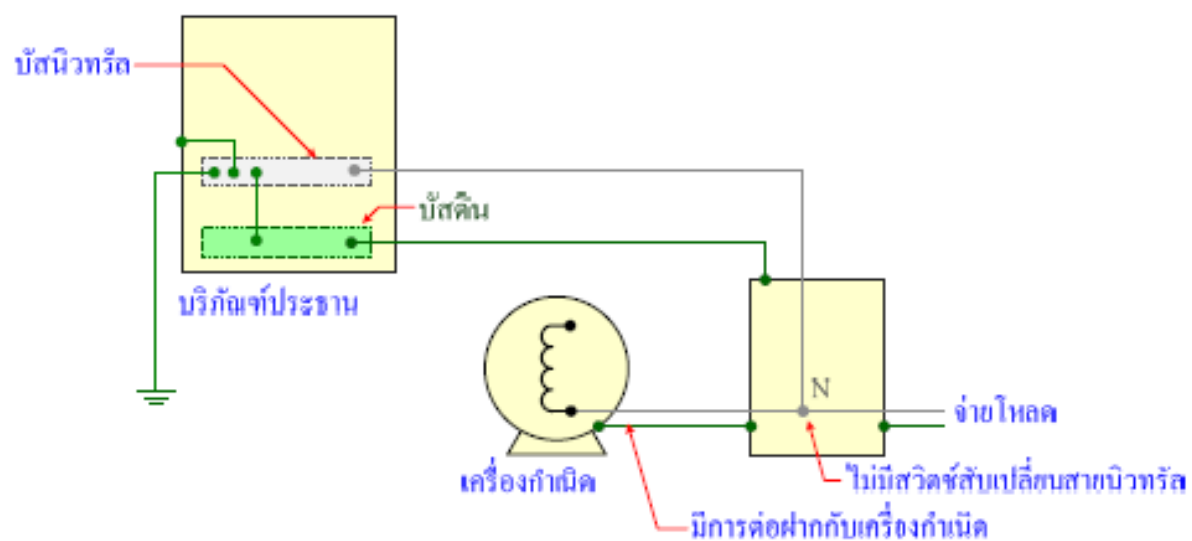 บัสนิวทรัล
บัสดิน
บริภัณฑ์ประธาน
N
จ่ายโหลด
เครื่องกำเนิด
ไม่มีสวิตช์สับเปลี่ยนสายนิวทรัล
มีการต่อฝากกับเครื่องกำเนิด